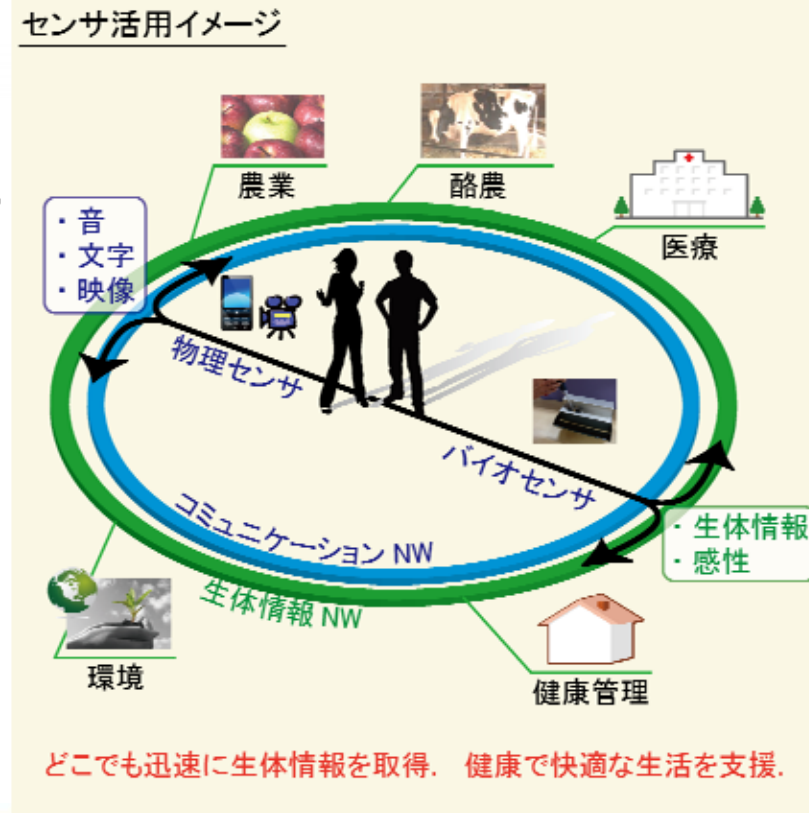 センサ活用イメージ
農業
酪農
医療
・音
・文字
・映像
物理センサ
バイオセンサ
コミュニケーション NW
生体情報 NW
・生体情報
・感性
環境
健康管理
どこでも迅速に生体情報を取得. 健康で快適な生活を支援.